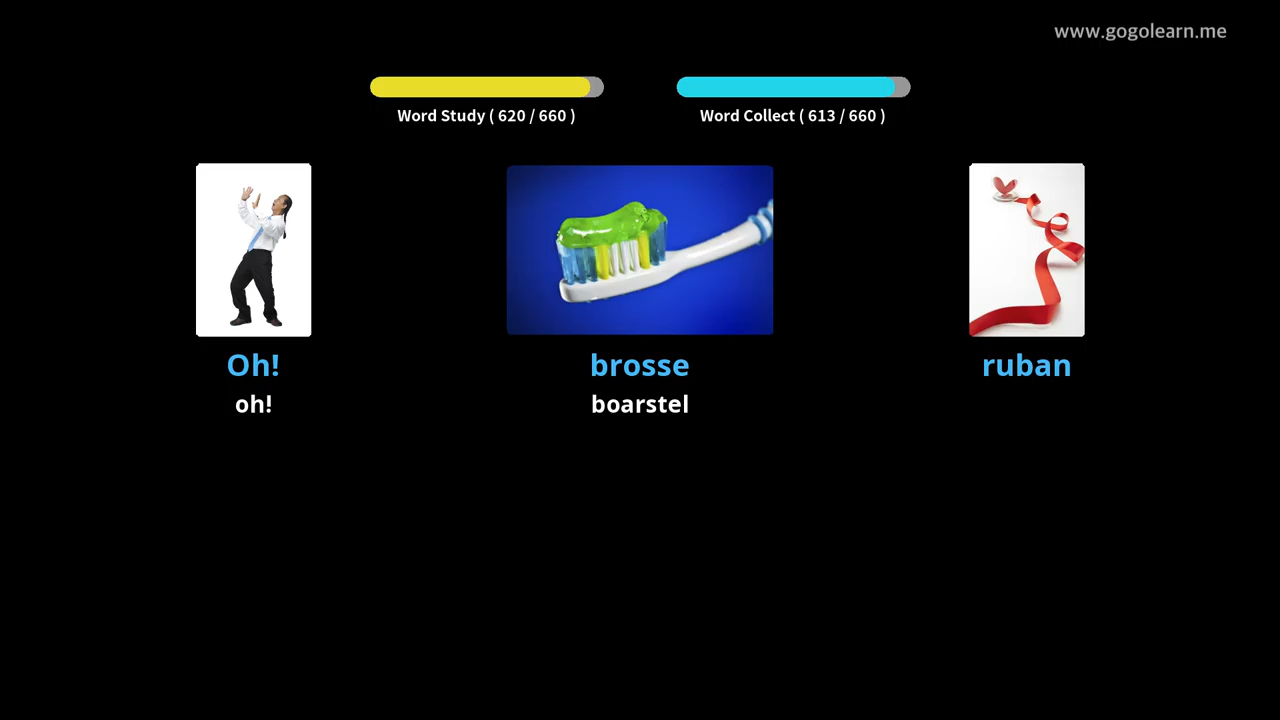 www.gogolearn.me
Word Study ( 620 / 660 )
Word Collect ( 613 / 660 )
Oh!
brosse
ruban
oh!
boarstel